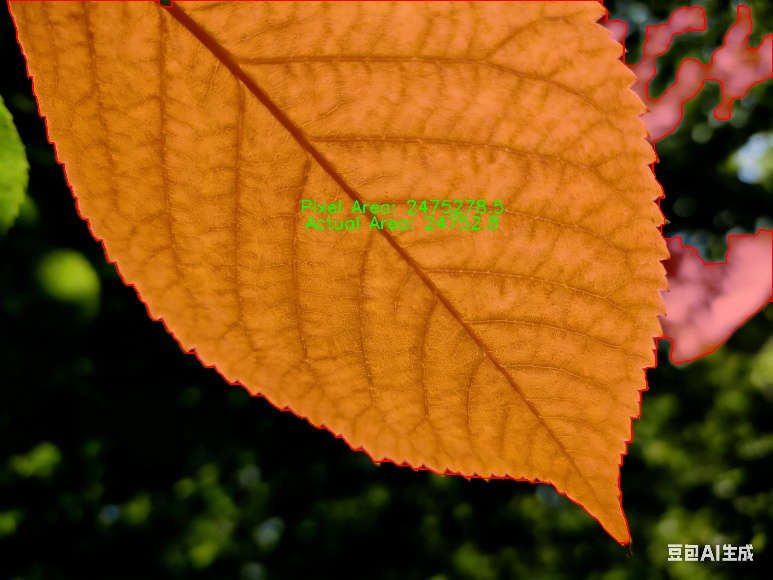 Pixel Area: 2475278.5
Actual Area: 24752.8
豆包AI生成